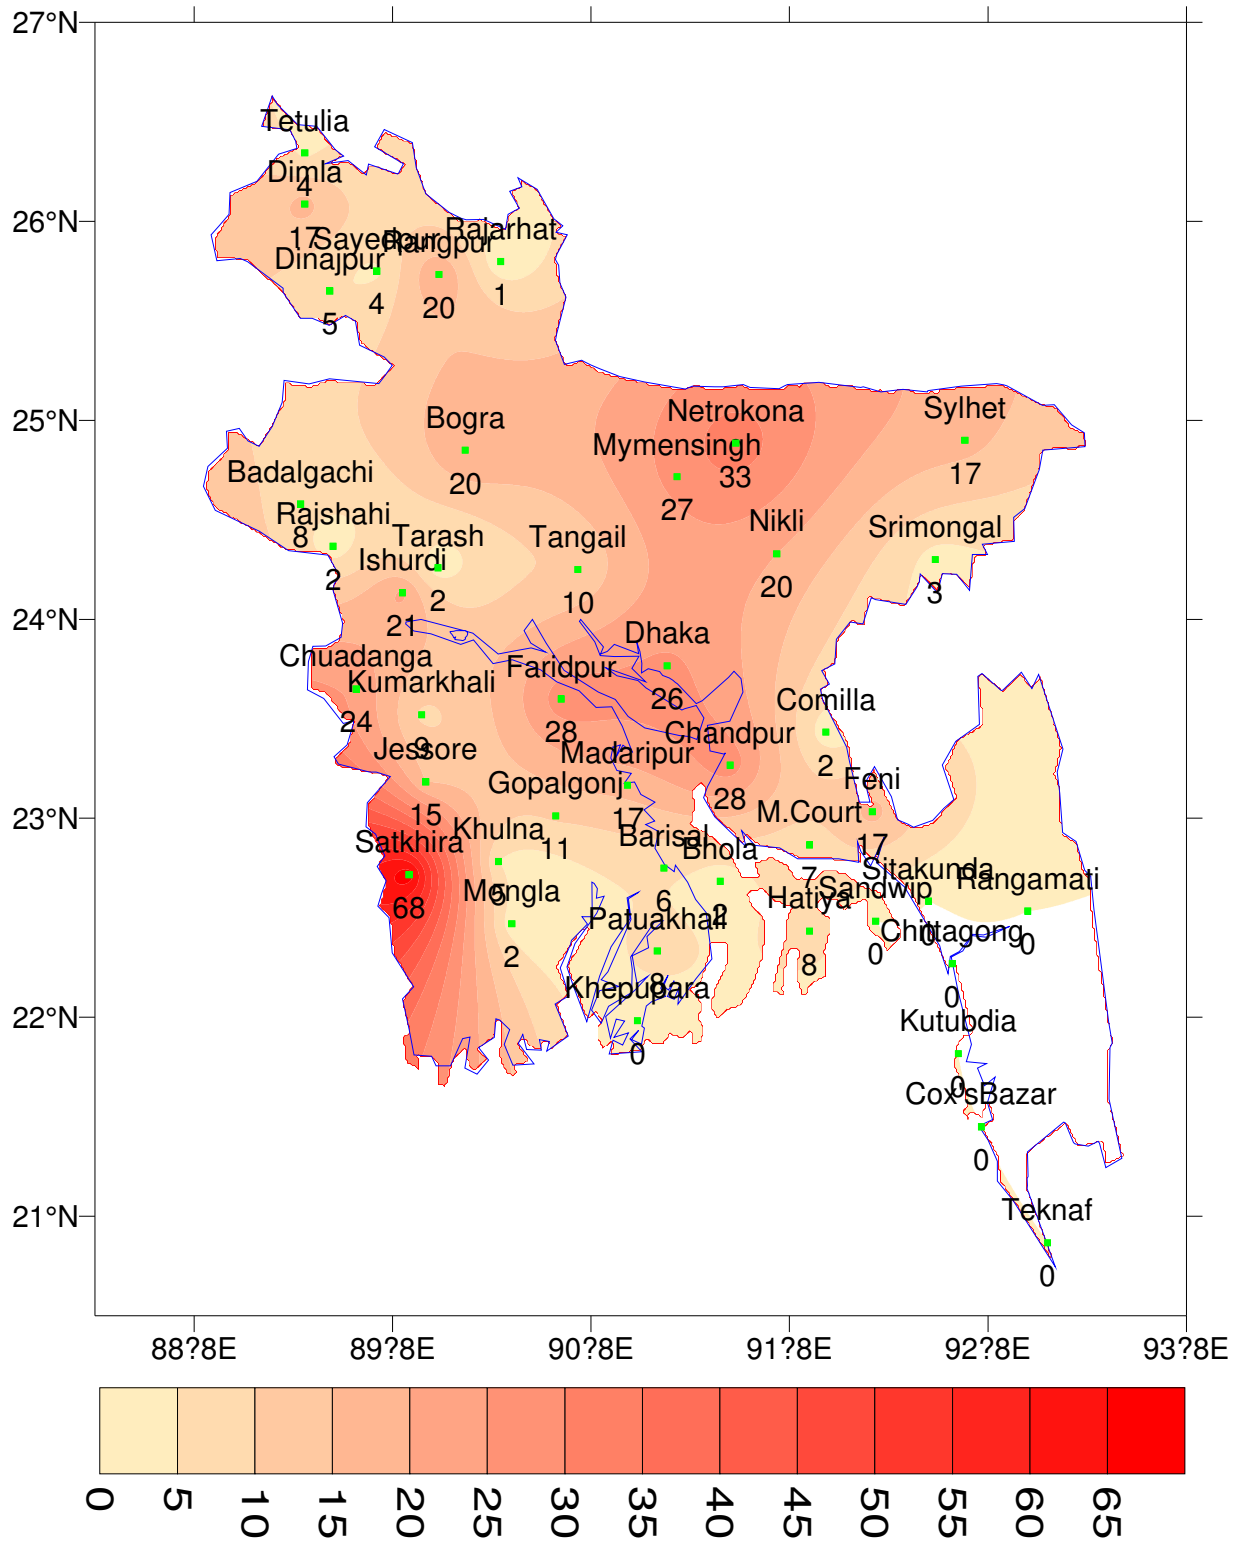 27°N
Tetulia
4
Dimla
17
26°N
Sayedpur
Rangpur
Rajarhat
Dinajpur
5
4
20
1
25°N
Bogra
20
Netrokona
33
Mymensingh
27
Sylhet
17
Badalgachi
8
Rajshahi
2
Tarash
2
Ishurdi
21
Tangail
10
Nikli
20
Srimongal
3
24°N
Chuadanga
24
Kumarkhali
9
Faridpur
28
Dhaka
26
Comilla
2
Chandpur
28
Jessore
15
Madaripur
17
Gopalgonj
11
Feni
17
23°N
M.Court
7
Satkhira
68
Khulna
5
Barisal
6
Bhola
2
Mongla
2
Hatiya
8
Sandwip
0
Sitakunda
0
Rangamati
0
Patuakhali
8
Chittagong
0
Khepupara
0
22°N
Kutubdia
0
Cox'sBazar
0
21°N
Teknaf
0
88?8E 89?8E 90?8E 91?8E 92?8E 93?8E
0 5 10 15 20 25 30 35 40 45 50 55 60 65